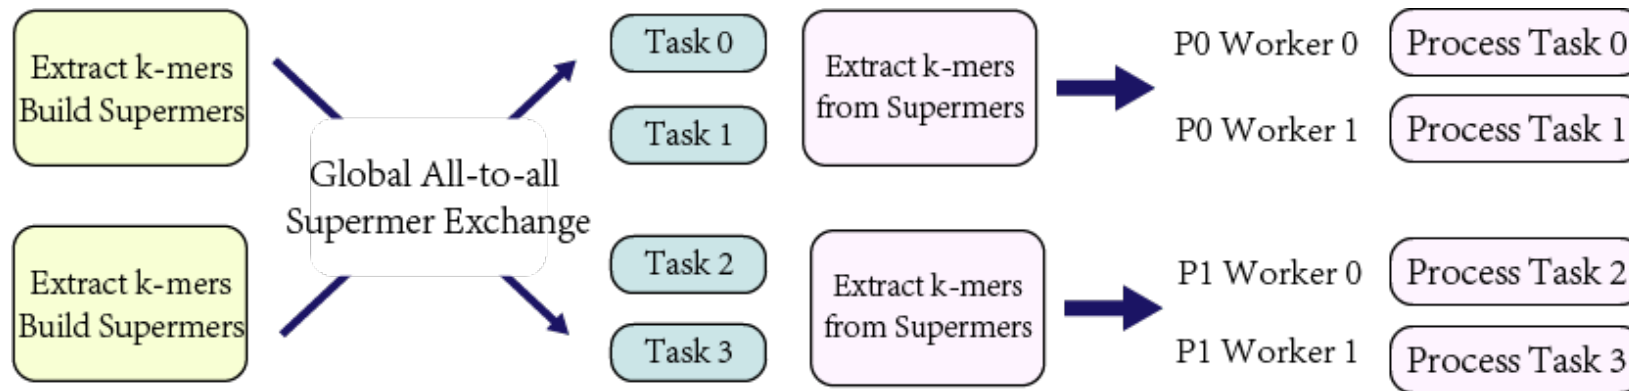 Extract k-mers
Build Supermers
Extract k-mers
Build Supermers
Global All-to-all
Supermer Exchange
Task 0
Task 1
Task 2
Task 3
Extract k-mers
from Supermers
Extract k-mers
from Supermers
P0 Worker 0
Process Task 0
P0 Worker 1
Process Task 1
P1 Worker 0
Process Task 2
P1 Worker 1
Process Task 3